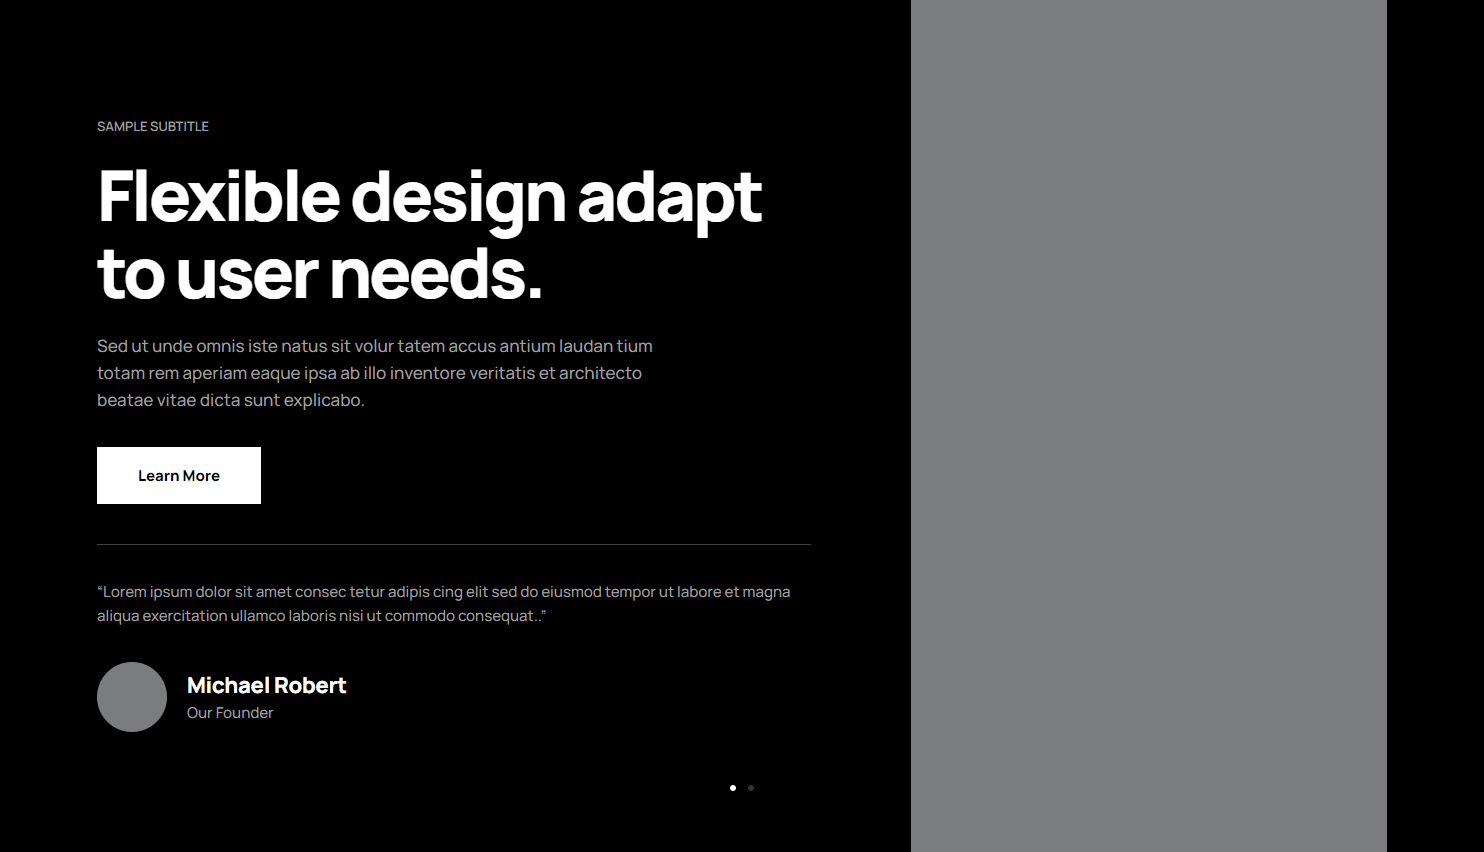 SAMPLE SUBTITLE
Flexible design adapt
to user needs.
Sed ut unde omnis iste natus sit volur tatem accus antium laudan tium
totam rem aperiam eaque ipsa ab illo inventore veritatis et architecto
beatae vitae dicta sunt explicabo.
Learn More
“Lorem ipsum dolor sit amet consec tetur adipis cing elit sed do eiusmod tempor ut labore et magna
aliqua exercitation ullamco laboris nisi ut commodo consequat..”
Michael Robert
Our Founder